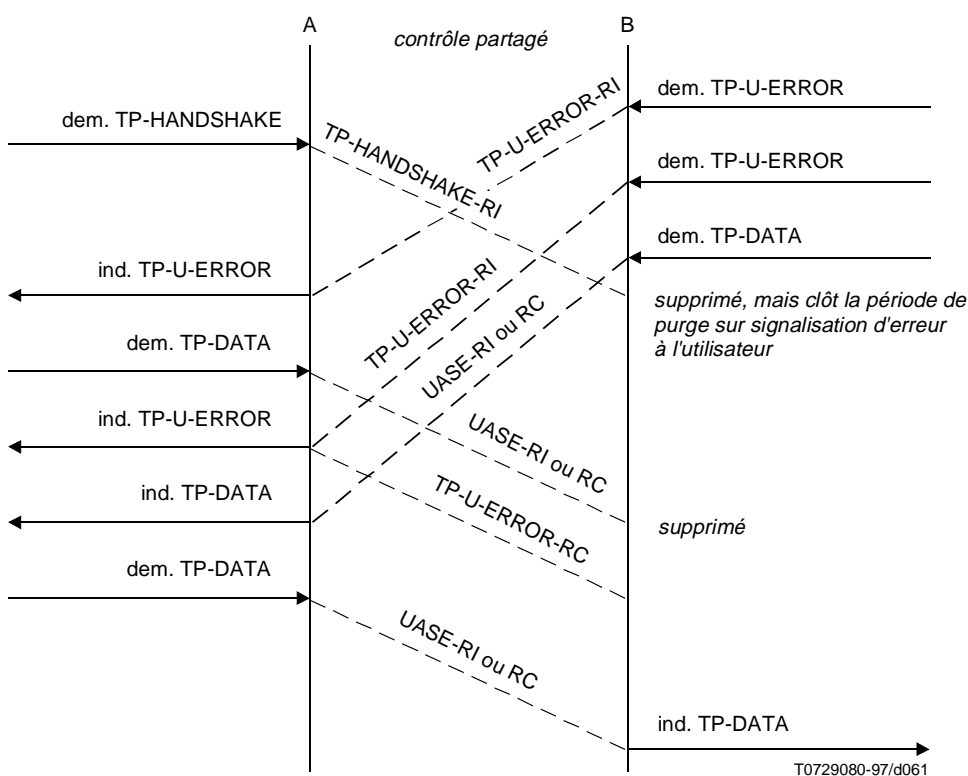 A
contrôle partagé
B
dem. TP-U-ERROR
dem. TP-HANDSHAKE
TP-HANDSHAKE-RI
TP-U-ERROR-RI
dem. TP-U-ERROR
dem. TP-DATA
ind. TP-U-ERROR
TP-U-ERROR-RI
UASE-RI ou RC
supprimé, mais clôt la période de
purge sur signalisation d'erreur
à l'utilisateur
dem. TP-DATA
ind. TP-U-ERROR
UASE-RI ou RC
ind. TP-DATA
TP-U-ERROR-RC
supprimé
dem. TP-DATA
UASE-RI ou RC
ind. TP-DATA
T0729080-97/d061